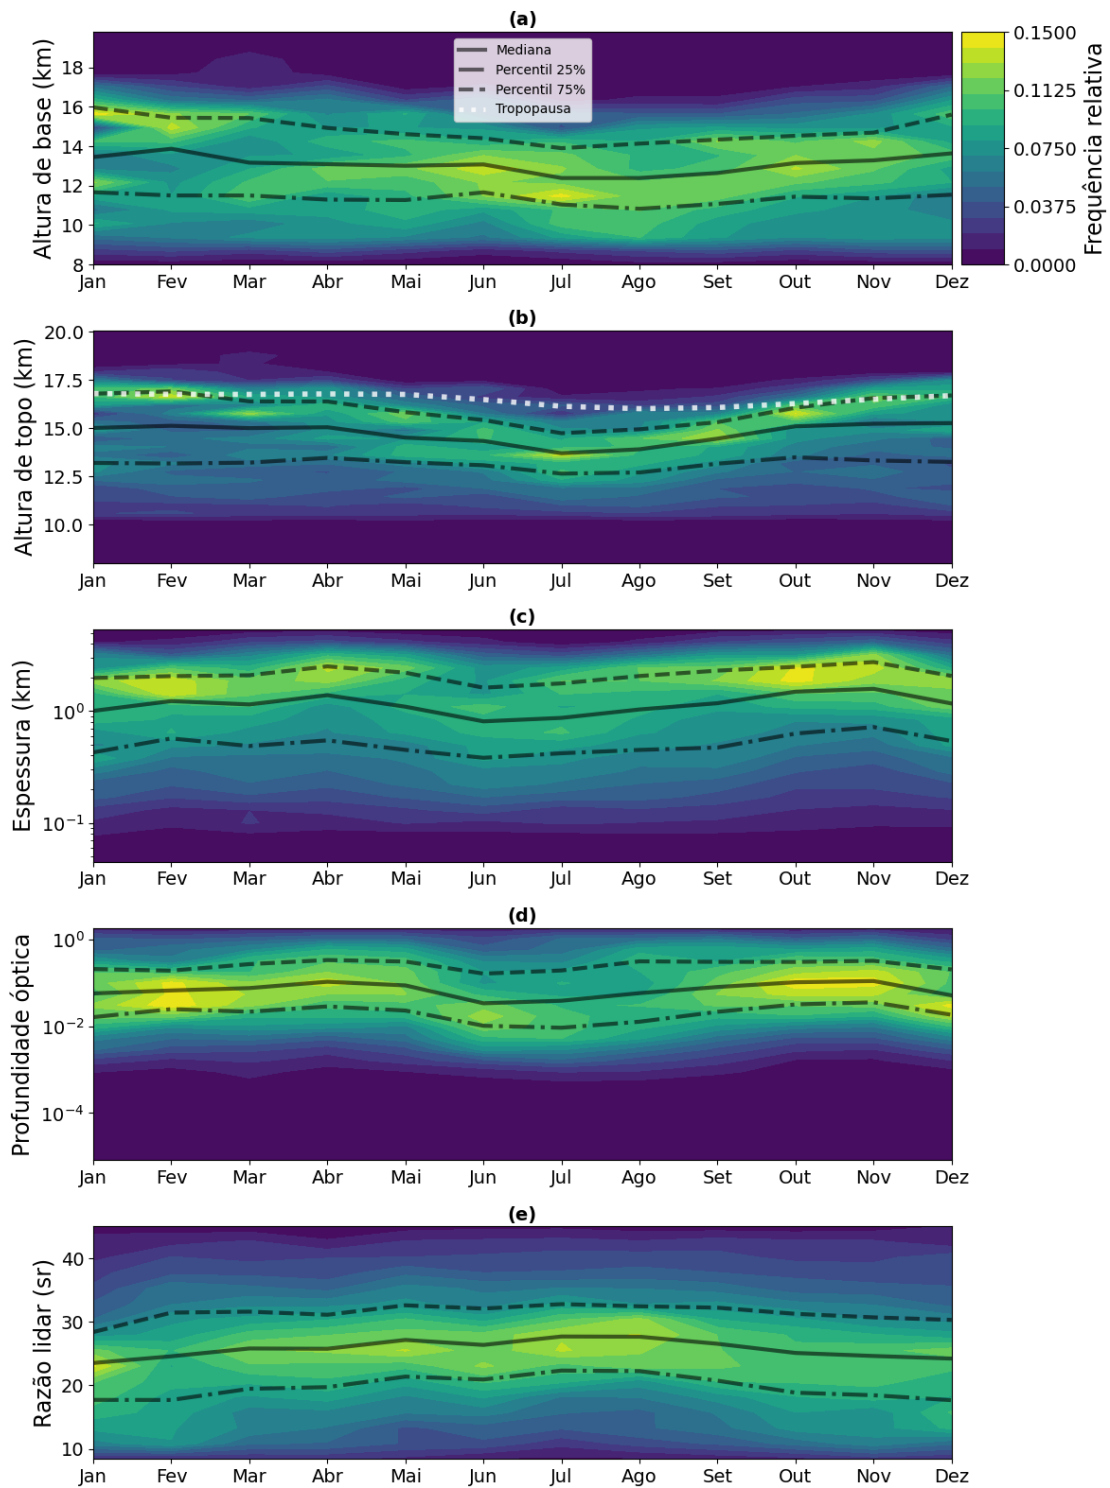 (a)
Altura de base (km)
18
16
14
12
10
8
Mediana
Percentil 25%
Percentil 75%
Tropopausa
Jan Fev Mar Abr Mai Jun Jul Ago Set Out Nov Dez
0.1500
0.1125
0.0750
0.0375
0.0000
Frequência relativa
(b)
Altura de topo (km)
20.0
17.5
15.0
12.5
10.0
Jan Fev Mar Abr Mai Jun Jul Ago Set Out Nov Dez
(c)
Espessura (km)
10⁰
10⁻¹
Jan Fev Mar Abr Mai Jun Jul Ago Set Out Nov Dez
(d)
Profundidade óptica
10⁰
10⁻²
10⁻⁴
Jan Fev Mar Abr Mai Jun Jul Ago Set Out Nov Dez
(e)
Razão lidar (sr)
40
30
20
10
Jan Fev Mar Abr Mai Jun Jul Ago Set Out Nov Dez